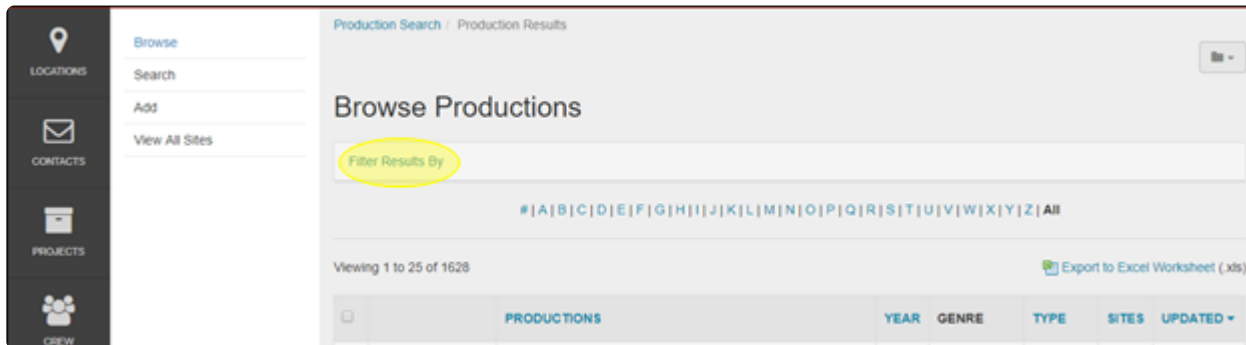 LOCATIONS
CONTACTS
PROJECTS
CREW
Browse
Search
Add
View All Sites
Production Search / Production Results
Browse Productions
Filter Results By
# | A | B | C | D | E | F | G | H | I | J | K | L | M | N | O | P | Q | R | S | T | U | V | W | X | Y | Z | All
Viewing 1 to 25 of 1628
Export to Excel Worksheet (.xls)
PRODUCTIONS YEAR GENRE TYPE SITES UPDATED